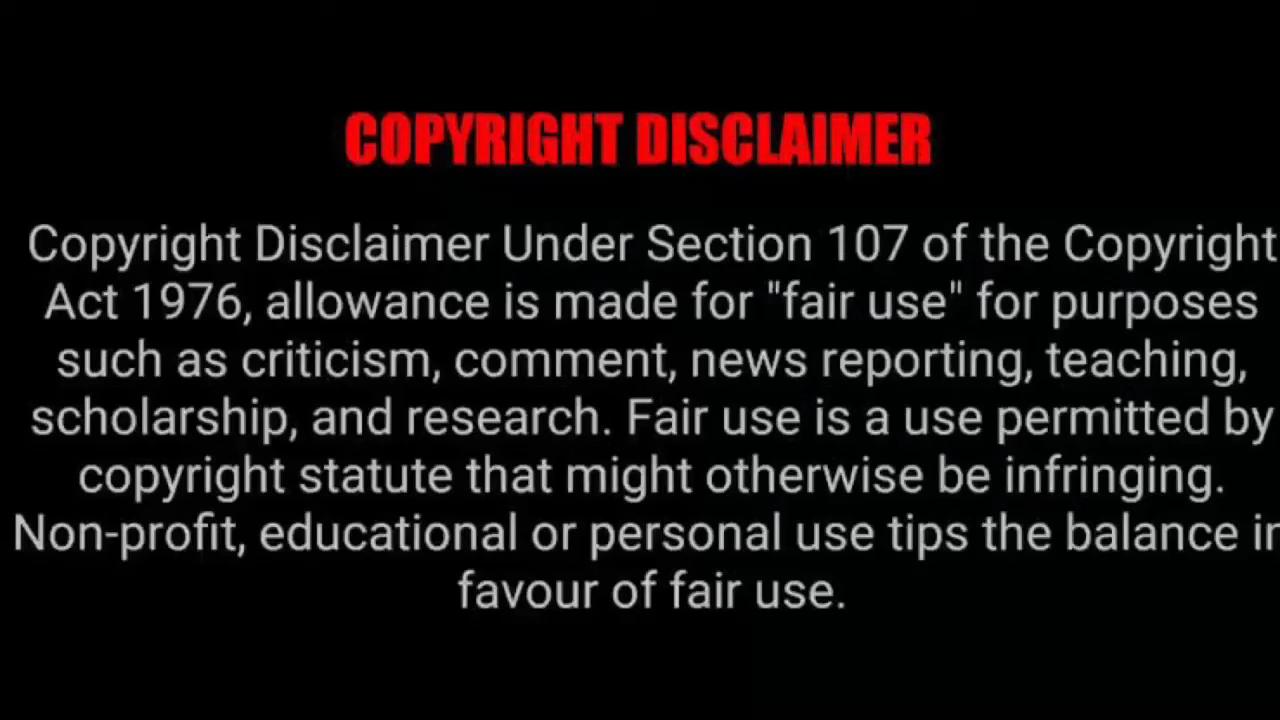 COPYRIGHT DISCLAIMER
Copyright Disclaimer Under Section 107 of the Copyright
Act 1976, allowance is made for "fair use" for purposes
such as criticism, comment, news reporting, teaching,
scholarship, and research. Fair use is a use permitted by
copyright statute that might otherwise be infringing.
Non-profit, educational or personal use tips the balance in
favour of fair use.